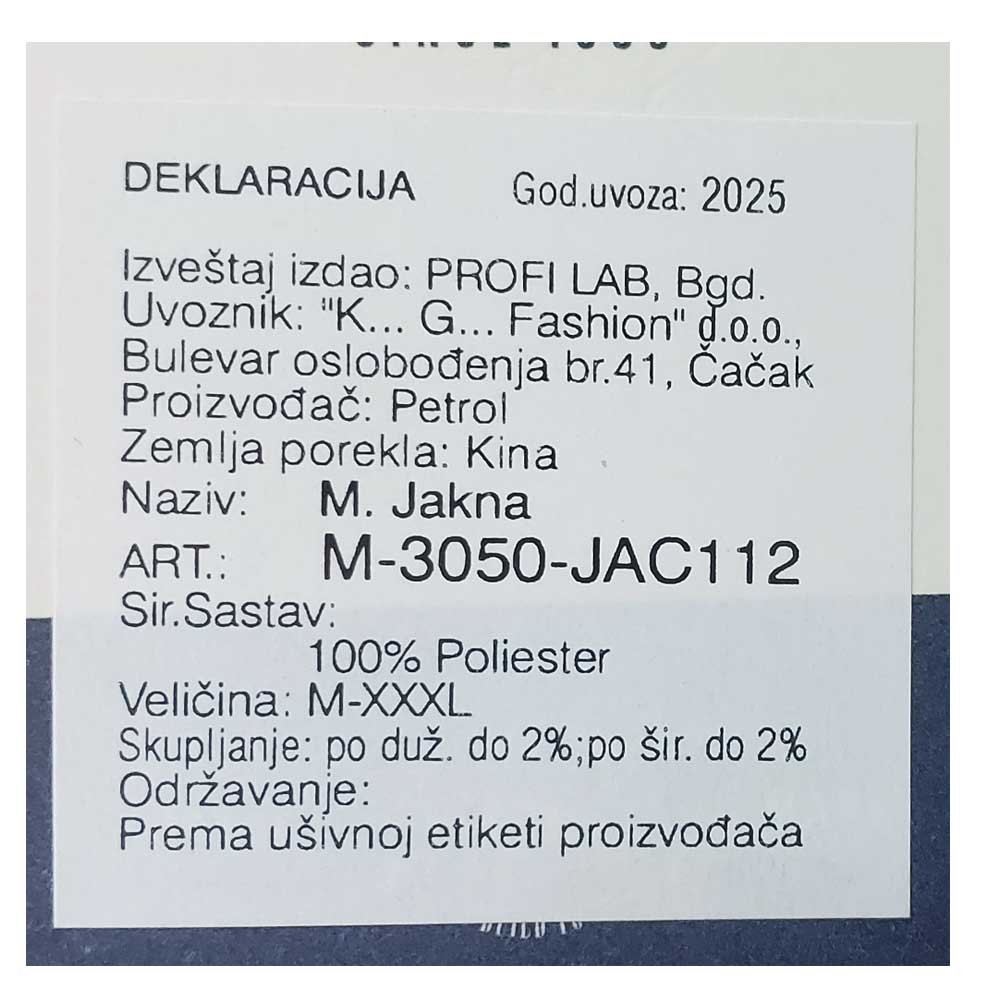 DEKLARACIJA God.uvoza: 2025
Izveštaj izdao: PROFI LAB, Bgd.
Uvoznik: "K... G... Fashion" d.o.o.,
Bulevar oslobođenja br.41, Čačak
Proizvođač: Petrol
Zemlja porekla: Kina
Naziv: M. Jakna
ART.: M-3050-JAC112
Sir.Sastav:
100% Poliester
Veličina: M-XXXL
Skupljanje: po duž. do 2%;po šir. do 2%
Održavanje:
Prema ušivnoj etiketi proizvođača